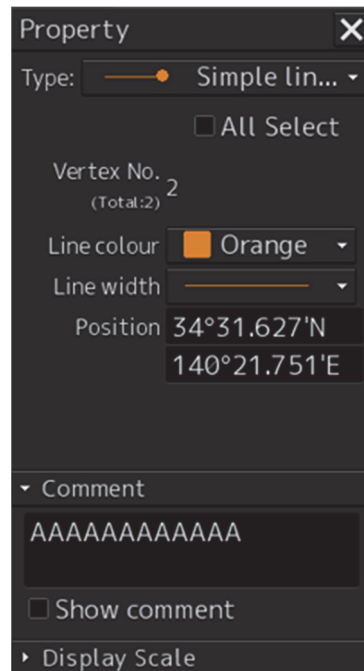 Property
Type: Simple lin...
All Select
Vertex No. 2
(Total:2)
Line colour Orange
Line width
Position 34°31.627'N
140°21.751'E
Comment
AAAAAAAAAAAA
Show comment
Display Scale